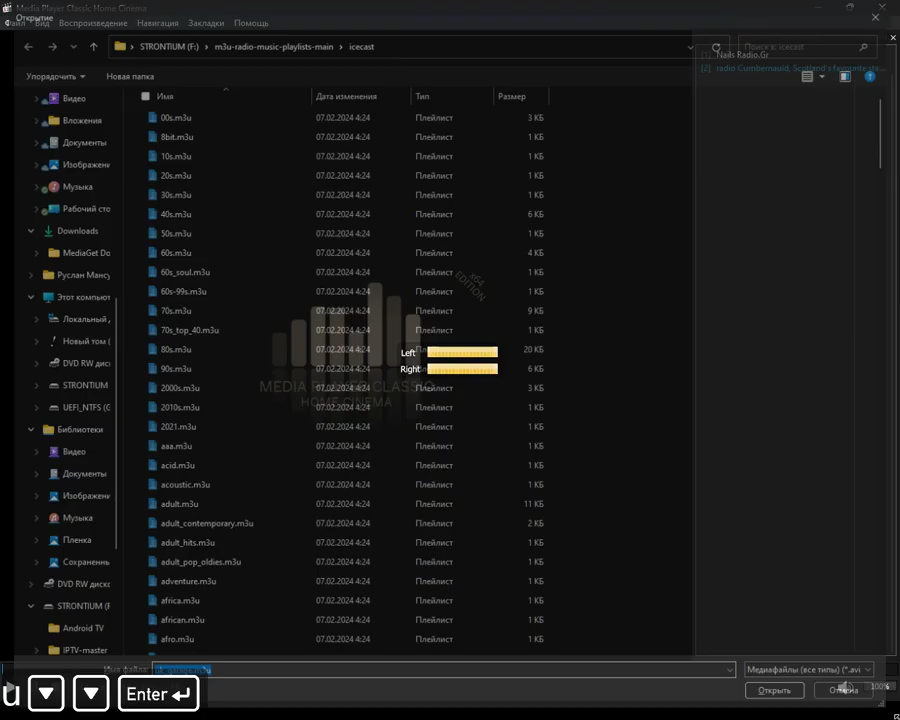 Media Player Classic Home Cinema
Открытие
Файл Вид Воспроизведение Навигация Закладки Помощь
STRONTIUM (F:) › m3u-radio-music-playlists-main › icecast
Поиск в: icecast
[1] Nails Radio.Gr
[2] radio Cumbernauld, Scotland's favourite sta...
Упорядочить Новая папка
Имя Дата изменения Тип Размер
Видео
Вложения
Документы
Изображени
Музыка
Рабочий сто
Downloads
MediaGet Do
Руслан Мансу
Этот компьют
Локальный
Новый том (
DVD RW дис
STRONTIUM
UEFI_NTFS (G
Библиотеки
Видео
Документы
Изображени
Музыка
Пленка
Сохраненны
DVD RW диско
STRONTIUM (F
Android TV
IPTV-master
00s.m3u 07.02.2024 4:24 Плейлист 3 КБ
8bit.m3u 07.02.2024 4:24 Плейлист 1 КБ
10s.m3u 07.02.2024 4:24 Плейлист 1 КБ
20s.m3u 07.02.2024 4:24 Плейлист 1 КБ
30s.m3u 07.02.2024 4:24 Плейлист 1 КБ
40s.m3u 07.02.2024 4:24 Плейлист 6 КБ
50s.m3u 07.02.2024 4:24 Плейлист 1 КБ
60s.m3u 07.02.2024 4:24 Плейлист 4 КБ
60s_soul.m3u 07.02.2024 4:24 Плейлист 1 КБ
60s-99s.m3u 07.02.2024 4:24 Плейлист 1 КБ
70s.m3u 07.02.2024 4:24 Плейлист 9 КБ
70s_top_40.m3u 07.02.2024 4:24 Плейлист 1 КБ
80s.m3u 07.02.2024 4:24 Плейлист 20 КБ
90s.m3u 07.02.2024 4:24 Плейлист 6 КБ
2000s.m3u 07.02.2024 4:24 Плейлист 3 КБ
2010s.m3u 07.02.2024 4:24 Плейлист 1 КБ
2021.m3u 07.02.2024 4:24 Плейлист 1 КБ
aaa.m3u 07.02.2024 4:24 Плейлист 1 КБ
acid.m3u 07.02.2024 4:24 Плейлист 1 КБ
acoustic.m3u 07.02.2024 4:24 Плейлист 1 КБ
adult.m3u 07.02.2024 4:24 Плейлист 11 КБ
adult_contemporary.m3u 07.02.2024 4:24 Плейлист 2 КБ
adult_hits.m3u 07.02.2024 4:24 Плейлист 1 КБ
adult_pop_oldies.m3u 07.02.2024 4:24 Плейлист 1 КБ
adventure.m3u 07.02.2024 4:24 Плейлист 1 КБ
africa.m3u 07.02.2024 4:24 Плейлист 1 КБ
african.m3u 07.02.2024 4:24 Плейлист 1 КБ
afro.m3u 07.02.2024 4:24 Плейлист 1 КБ
x64
EDITION
Left
Right
MEDIA PLAYER CLASSIC
HOME CINEMA
Имя файла:
Медиафайлы (все типы) (*.avi
Открыть Отмена
100%
u Enter